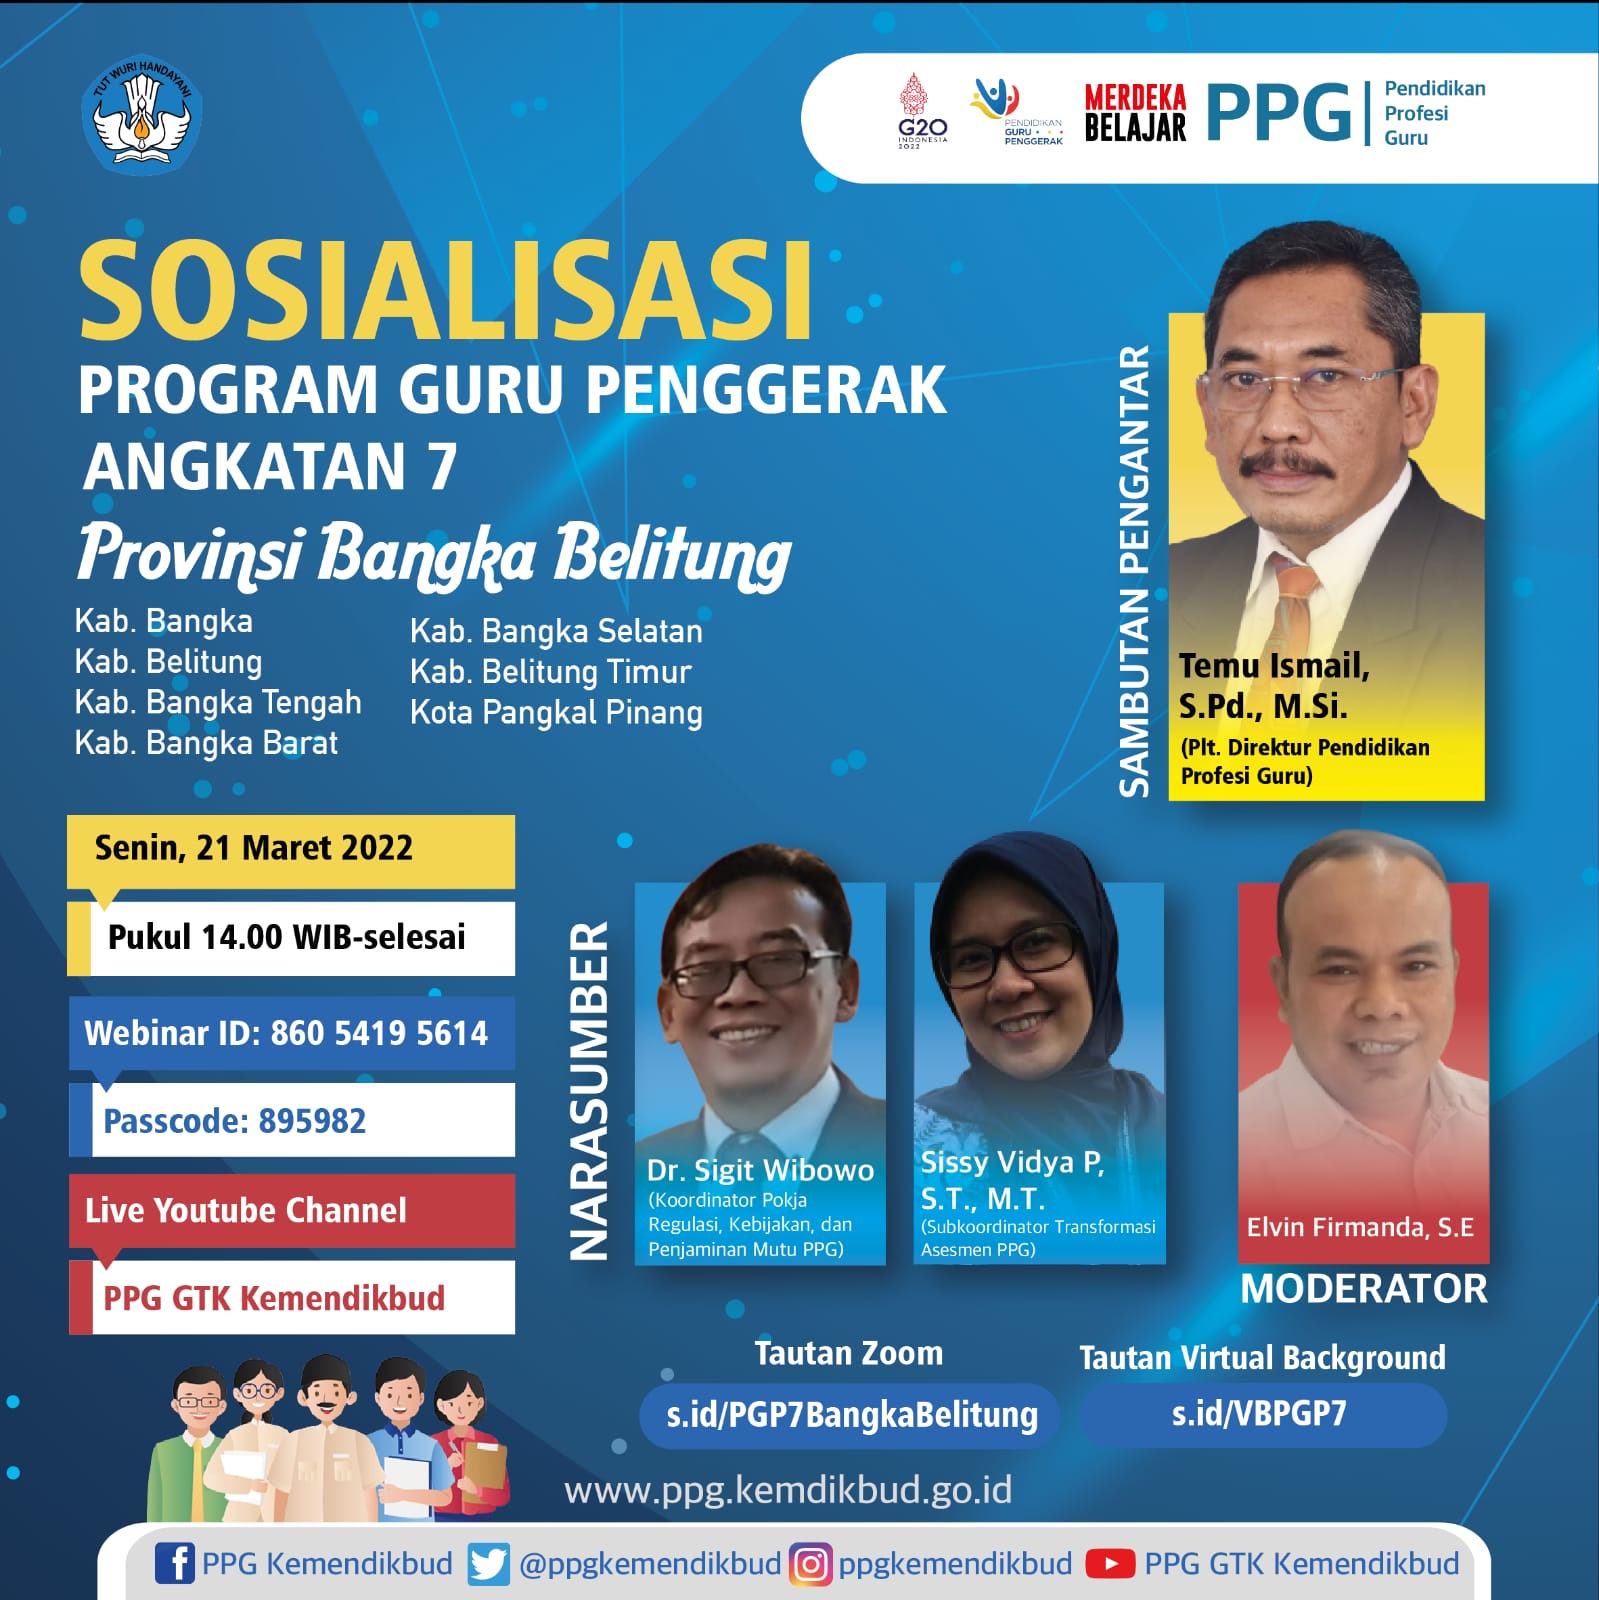 TUT WURI HANDAYANI
G20
INDONESIA
2022
PENDIDIKAN
GURU
PENGGERAK
MERDEKA
BELAJAR
PPG
Pendidikan
Profesi
Guru
SOSIALISASI
PROGRAM GURU PENGGERAK
ANGKATAN 7
Provinsi Bangka Belitung
Kab. Bangka
Kab. Belitung
Kab. Bangka Tengah
Kab. Bangka Barat
Kab. Bangka Selatan
Kab. Belitung Timur
Kota Pangkal Pinang
SAMBUTAN PENGANTAR
Temu Ismail,
S.Pd., M.Si.
(Plt. Direktur Pendidikan
Profesi Guru)
Senin, 21 Maret 2022
Pukul 14.00 WIB-selesai
Webinar ID: 860 5419 5614
Passcode: 895982
Live Youtube Channel
PPG GTK Kemendikbud
NARASUMBER
Dr. Sigit Wibowo
(Koordinator Pokja
Regulasi, Kebijakan, dan
Penjaminan Mutu PPG)
Sissy Vidya P,
S.T., M.T.
(Subkoordinator Transformasi
Asesmen PPG)
Elvin Firmanda, S.E
MODERATOR
Tautan Zoom
s.id/PGP7BangkaBelitung
Tautan Virtual Background
s.id/VBPGP7
www.ppg.kemdikbud.go.id
PPG Kemendikbud
@ppgkemendikbud
ppgkemendikbud
PPG GTK Kemendikbud